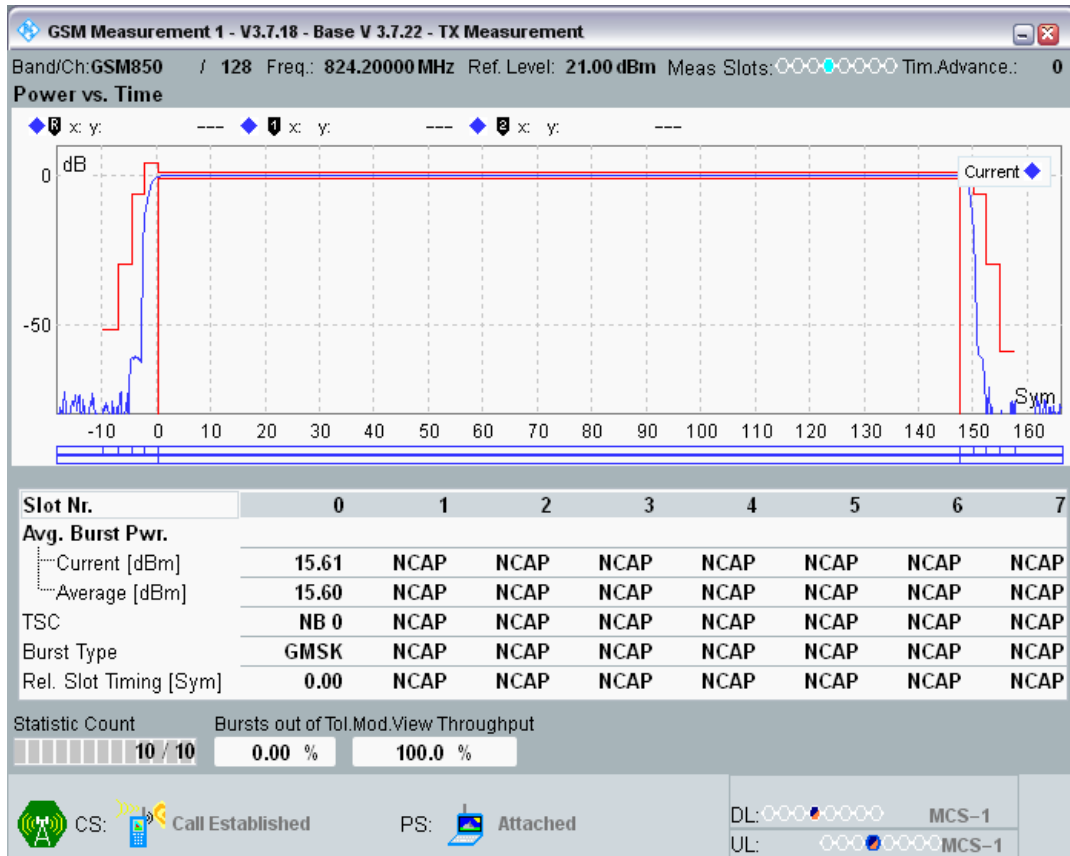 GSM Measurement 1 - V3.7.18 - Base V 3.7.22 - TX Measurement
Band/Ch:GSM850 / 128 Freq.: 824.20000 MHz Ref. Level: 21.00 dBm Meas Slots: Tim.Advance.: 0
Power vs. Time
R x: y: --- 1 x: y: --- 2 x: y: ---
dB
Current
0
-50
Sym
-10 0 10 20 30 40 50 60 70 80 90 100 110 120 130 140 150 160
Slot Nr. 0 1 2 3 4 5 6 7
Avg. Burst Pwr.
Current [dBm] 15.61 NCAP NCAP NCAP NCAP NCAP NCAP NCAP
Average [dBm] 15.60 NCAP NCAP NCAP NCAP NCAP NCAP NCAP
TSC NB 0 NCAP NCAP NCAP NCAP NCAP NCAP NCAP
Burst Type GMSK NCAP NCAP NCAP NCAP NCAP NCAP NCAP
Rel. Slot Timing [Sym] 0.00 NCAP NCAP NCAP NCAP NCAP NCAP NCAP
Statistic Count Bursts out of Tol.Mod.View Throughput
10 / 10 0.00 % 100.0 %
CS: Call Established PS: Attached DL: MCS-1
UL: MCS-1